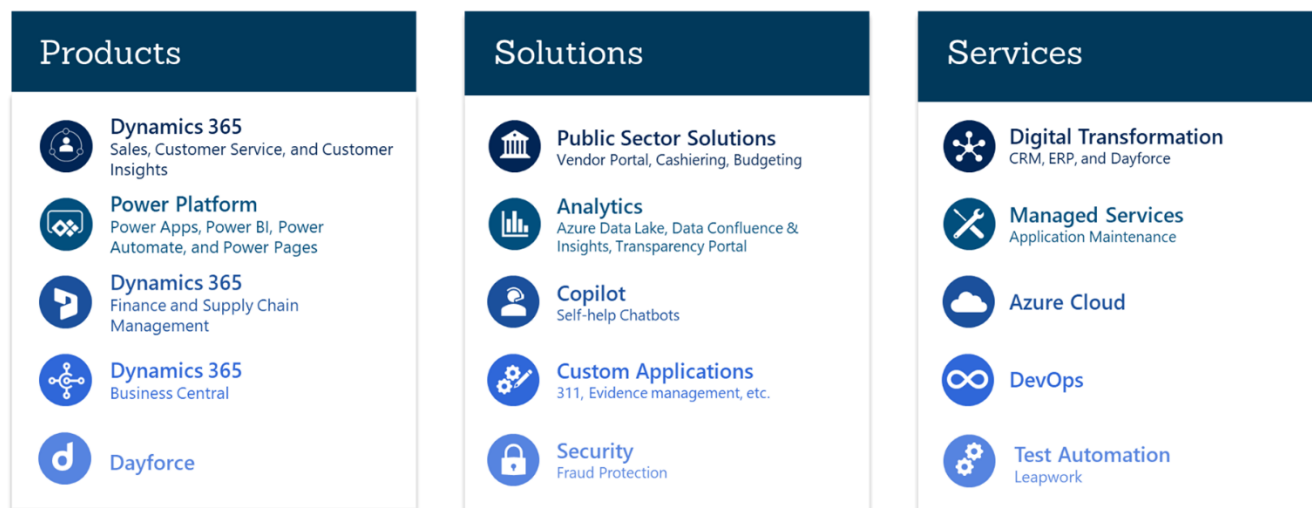 Products
Dynamics 365
Sales, Customer Service, and Customer
Insights
Power Platform
Power Apps, Power BI, Power
Automate, and Power Pages
Dynamics 365
Finance and Supply Chain
Management
Dynamics 365
Business Central
d
Dayforce
Solutions
Public Sector Solutions
Vendor Portal, Cashiering, Budgeting
Analytics
Azure Data Lake, Data Confluence &
Insights, Transparency Portal
Copilot
Self-help Chatbots
Custom Applications
311, Evidence management, etc.
Security
Fraud Protection
Services
Digital Transformation
CRM, ERP, and Dayforce
Managed Services
Application Maintenance
Azure Cloud
DevOps
Test Automation
Leapwork